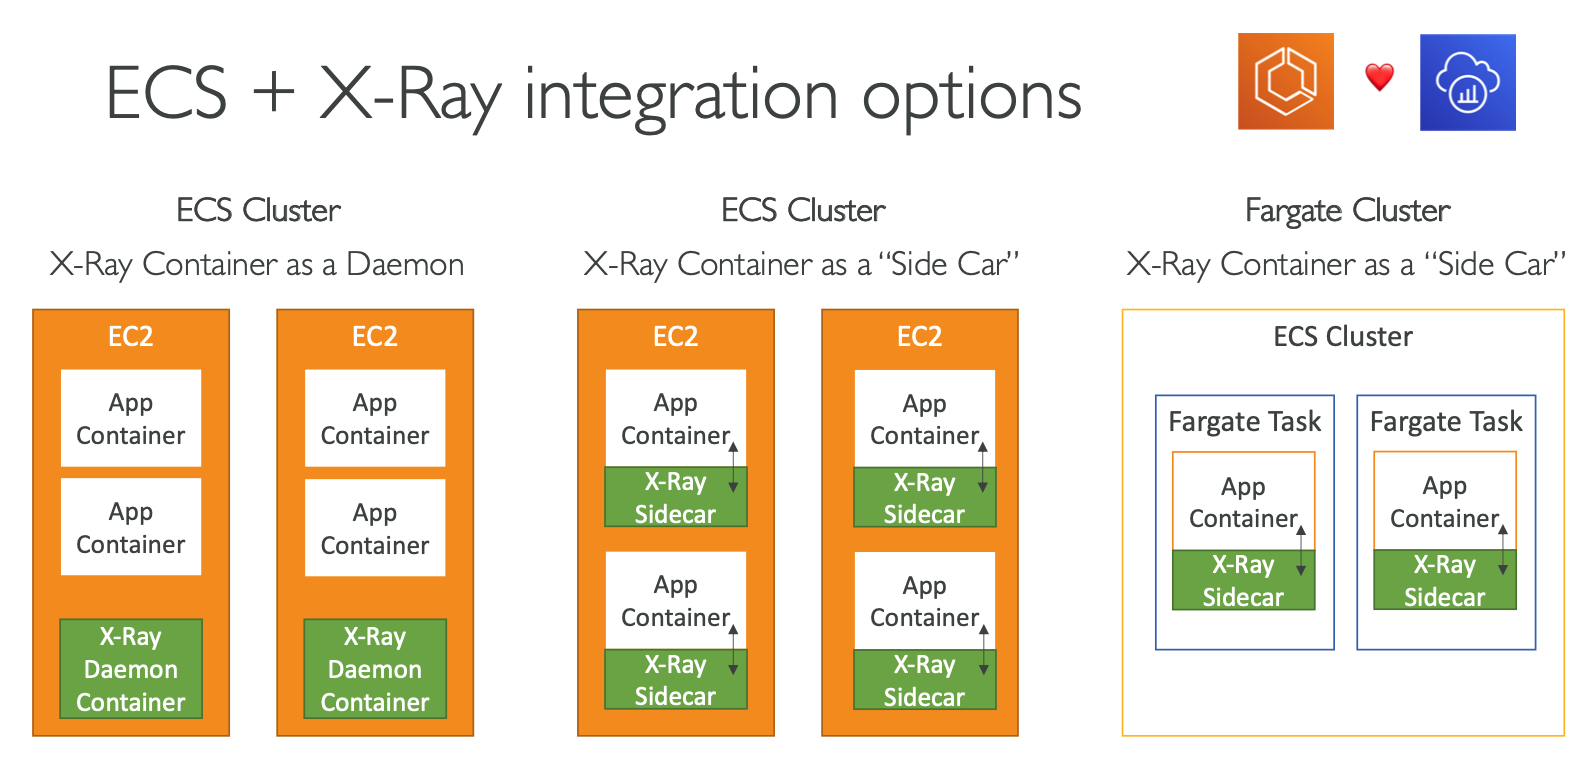 ECS + X-Ray integration options
ECS Cluster
X-Ray Container as a Daemon
EC2
App
Container
App
Container
X-Ray
Daemon
Container
EC2
App
Container
App
Container
X-Ray
Daemon
Container
ECS Cluster
X-Ray Container as a “Side Car”
EC2
App
Container
X-Ray
Sidecar
App
Container
X-Ray
Sidecar
EC2
App
Container
X-Ray
Sidecar
App
Container
X-Ray
Sidecar
Fargate Cluster
X-Ray Container as a “Side Car”
ECS Cluster
Fargate Task
App
Container
X-Ray
Sidecar
Fargate Task
App
Container
X-Ray
Sidecar